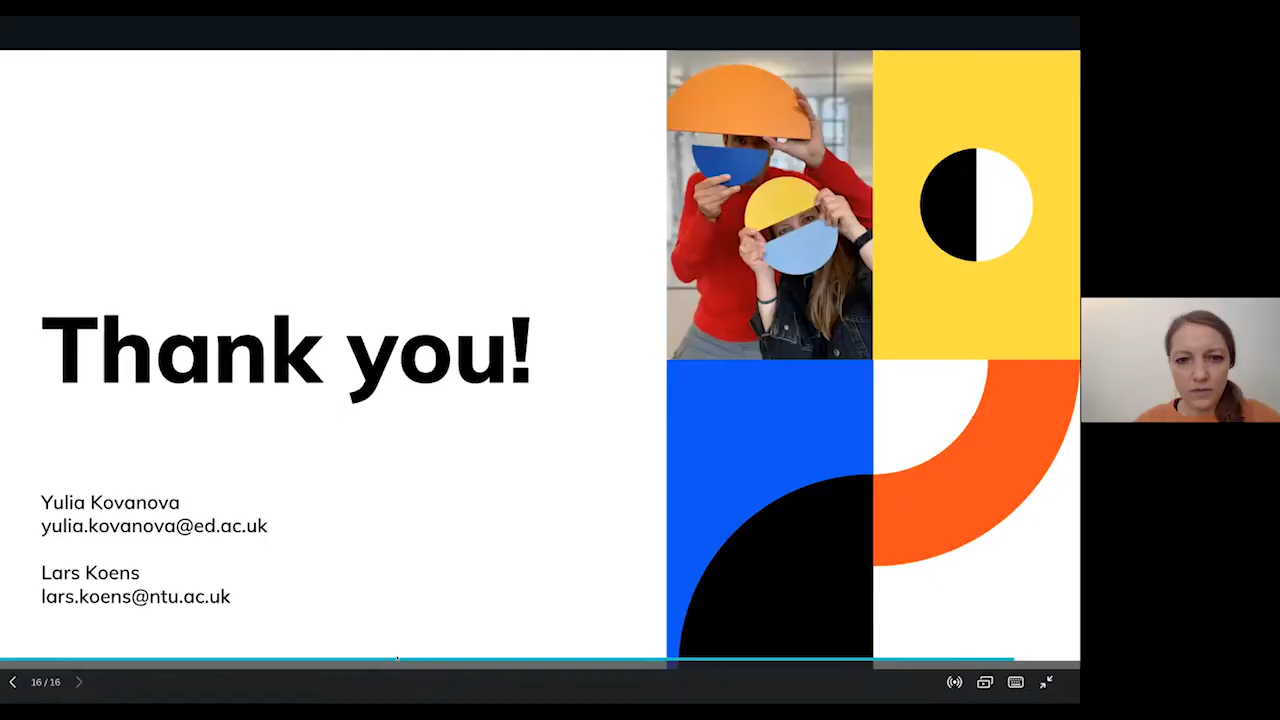 Thank you!
Yulia Kovanova
yulia.kovanova@ed.ac.uk
Lars Koens
lars.koens@ntu.ac.uk
16 / 16